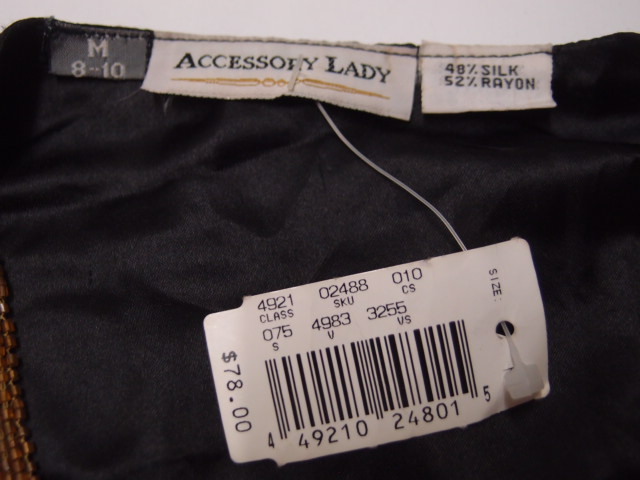 M
8-10
ACCESSORY LADY
48% SILK
52% RAYON
4921 02488 010
CLASS SKU CS
075 4983 3255
S V VS
SIZE:
$78.00
4 49210 24801 5